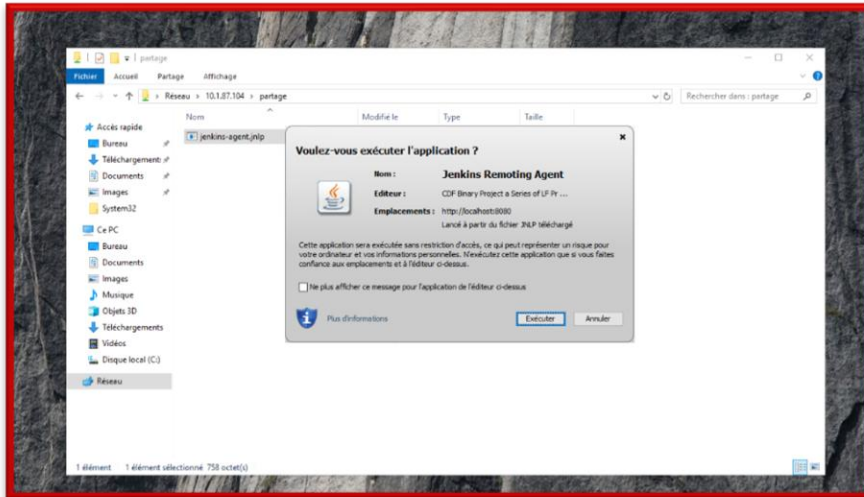 partage
Fichier Accueil Partage Affichage
Réseau > 10.1.87.104 > partage
Rechercher dans : partage
Nom Modifié le Type Taille
Accès rapide
Bureau
Téléchargements
Documents
Images
System32
Ce PC
Bureau
Documents
Images
Musique
Objets 3D
Téléchargements
Vidéos
Disque local (C:)
Réseau
jenkins-agent.jnlp
Voulez-vous exécuter l'application ?
Nom : Jenkins Remoting Agent
Editeur : CDF Binary Project a Series of LF Pr ...
Emplacements : http://localhost:8080
Lancé à partir du fichier JNLP téléchargé
Cette application sera exécutée sans restriction d'accès, ce qui peut représenter un risque pour
votre ordinateur et vos informations personnelles. N'exécutez cette application que si vous faites
confiance aux emplacements et à l'éditeur ci-dessus.
Ne plus afficher ce message pour l'application de l'éditeur ci-dessus
Plus d'informations
Exécuter Annuler
1 élément 1 élément sélectionné 758 octet(s)